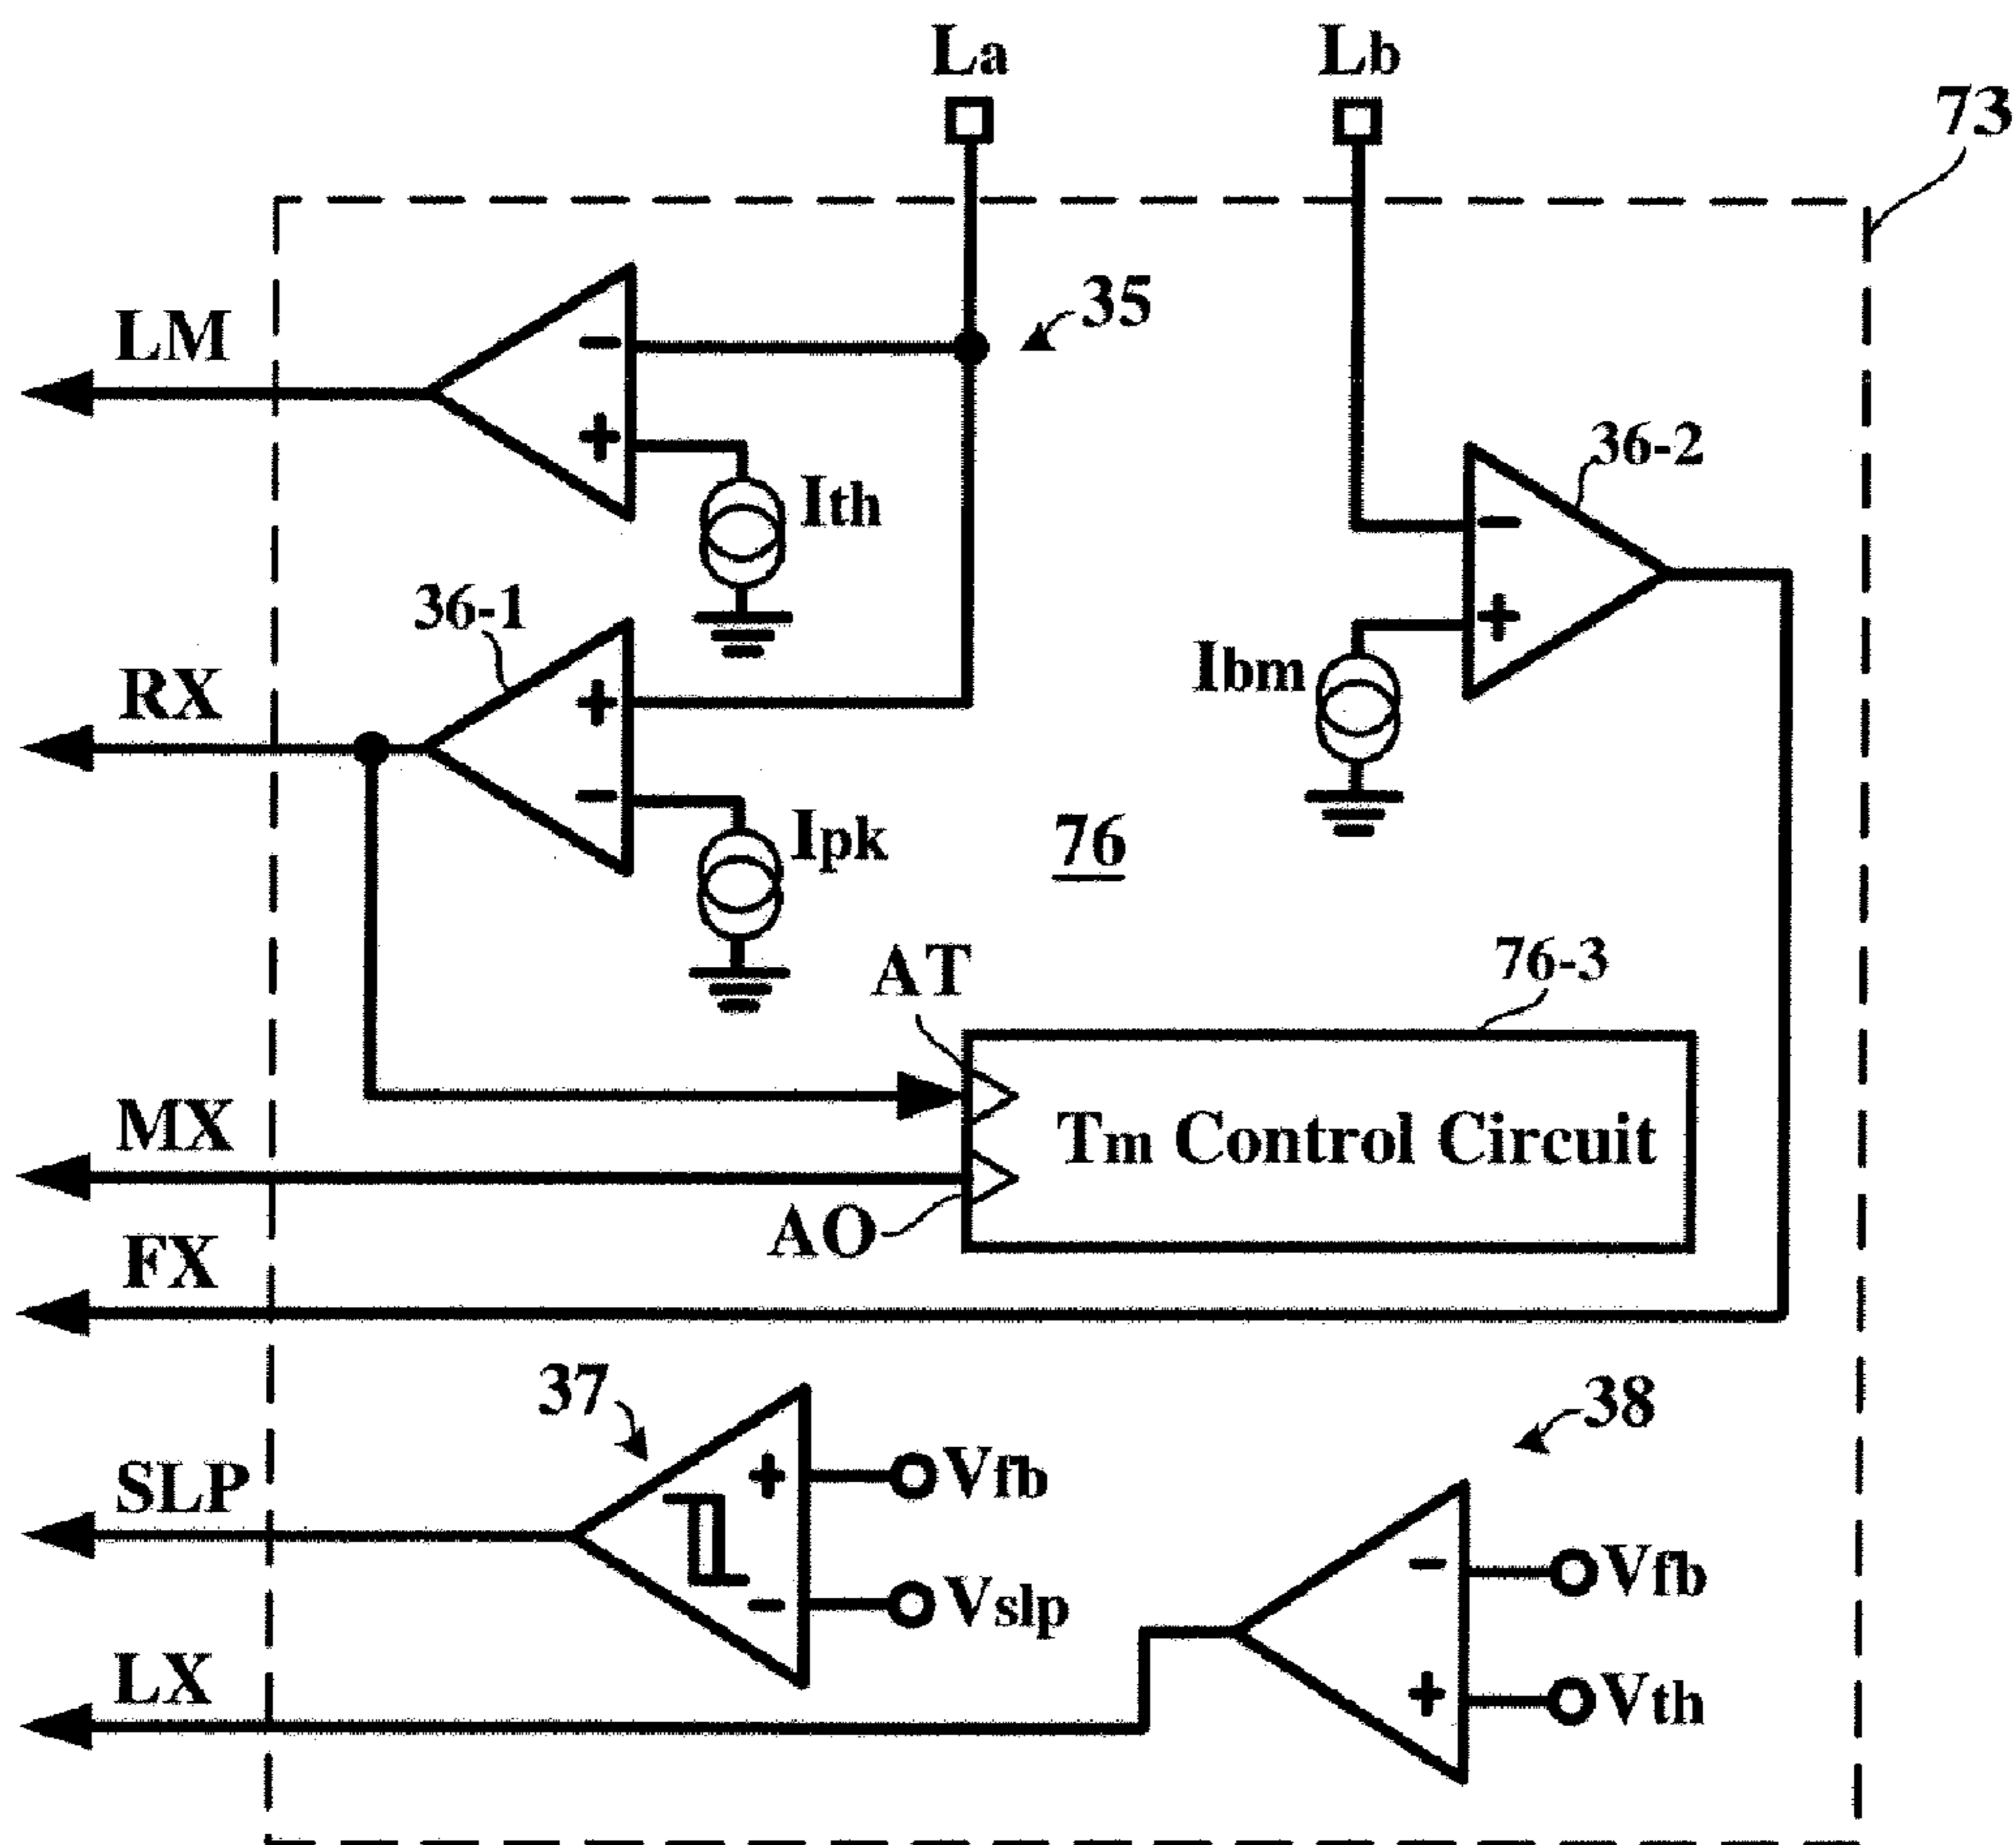 La
Lb
73
35
LM
−
+
Ith
36-2
−
+
Ibm
36-1
RX
+
−
Ipk
76
AT
76-3
MX
Tm Control Circuit
AO
FX
37
38
SLP
+
Vfb
−
Vslp
−
Vfb
LX
+
Vth